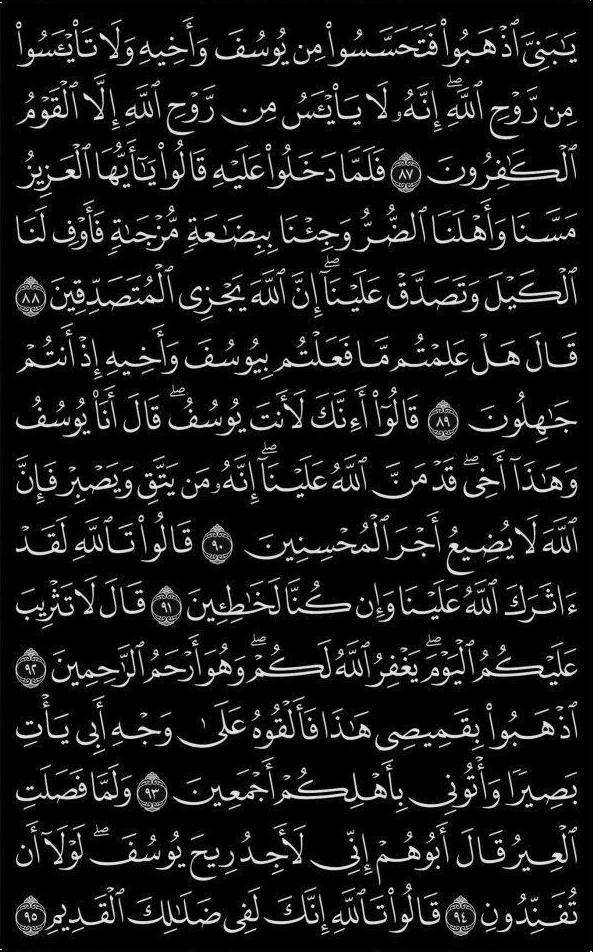 يَـٰبَنِىَّ ٱذْهَبُوا۟ فَتَحَسَّسُوا۟ مِن يُوسُفَ وَأَخِيهِ وَلَا تَا۟يْـَٔسُوا۟
مِن رَّوْحِ ٱللَّهِ ۖ إِنَّهُۥ لَا يَا۟يْـَٔسُ مِن رَّوْحِ ٱللَّهِ إِلَّا ٱلْقَوْمُ
ٱلْكَـٰفِرُونَ ٨٧ فَلَمَّا دَخَلُوا۟ عَلَيْهِ قَالُوا۟ يَـٰٓأَيُّهَا ٱلْعَزِيزُ
مَسَّنَا وَأَهْلَنَا ٱلضُّرُّ وَجِئْنَا بِبِضَـٰعَةٍ مُّزْجَىٰةٍ فَأَوْفِ لَنَا
ٱلْكَيْلَ وَتَصَدَّقْ عَلَيْنَآ ۖ إِنَّ ٱللَّهَ يَجْزِى ٱلْمُتَصَدِّقِينَ ٨٨
قَالَ هَلْ عَلِمْتُم مَّا فَعَلْتُم بِيُوسُفَ وَأَخِيهِ إِذْ أَنتُمْ
جَـٰهِلُونَ ٨٩ قَالُوٓا۟ أَءِنَّكَ لَأَنتَ يُوسُفُ ۖ قَالَ أَنَا۠ يُوسُفُ
وَهَـٰذَآ أَخِى ۖ قَدْ مَنَّ ٱللَّهُ عَلَيْنَآ ۖ إِنَّهُۥ مَن يَتَّقِ وَيَصْبِرْ فَإِنَّ
ٱللَّهَ لَا يُضِيعُ أَجْرَ ٱلْمُحْسِنِينَ ٩٠ قَالُوا۟ تَٱللَّهِ لَقَدْ
ءَاثَرَكَ ٱللَّهُ عَلَيْنَا وَإِن كُنَّا لَخَـٰطِـِٔينَ ٩١ قَالَ لَا تَثْرِيبَ
عَلَيْكُمُ ٱلْيَوْمَ ۖ يَغْفِرُ ٱللَّهُ لَكُمْ ۖ وَهُوَ أَرْحَمُ ٱلرَّٰحِمِينَ ٩٢
ٱذْهَبُوا۟ بِقَمِيصِى هَـٰذَا فَأَلْقُوهُ عَلَىٰ وَجْهِ أَبِى يَأْتِ
بَصِيرًا وَأْتُونِى بِأَهْلِكُمْ أَجْمَعِينَ ٩٣ وَلَمَّا فَصَلَتِ
ٱلْعِيرُ قَالَ أَبُوهُمْ إِنِّى لَأَجِدُ رِيحَ يُوسُفَ ۖ لَوْلَآ أَن
تُفَنِّدُونِ ٩٤ قَالُوا۟ تَٱللَّهِ إِنَّكَ لَفِى ضَلَـٰلِكَ ٱلْقَدِيمِ ٩٥